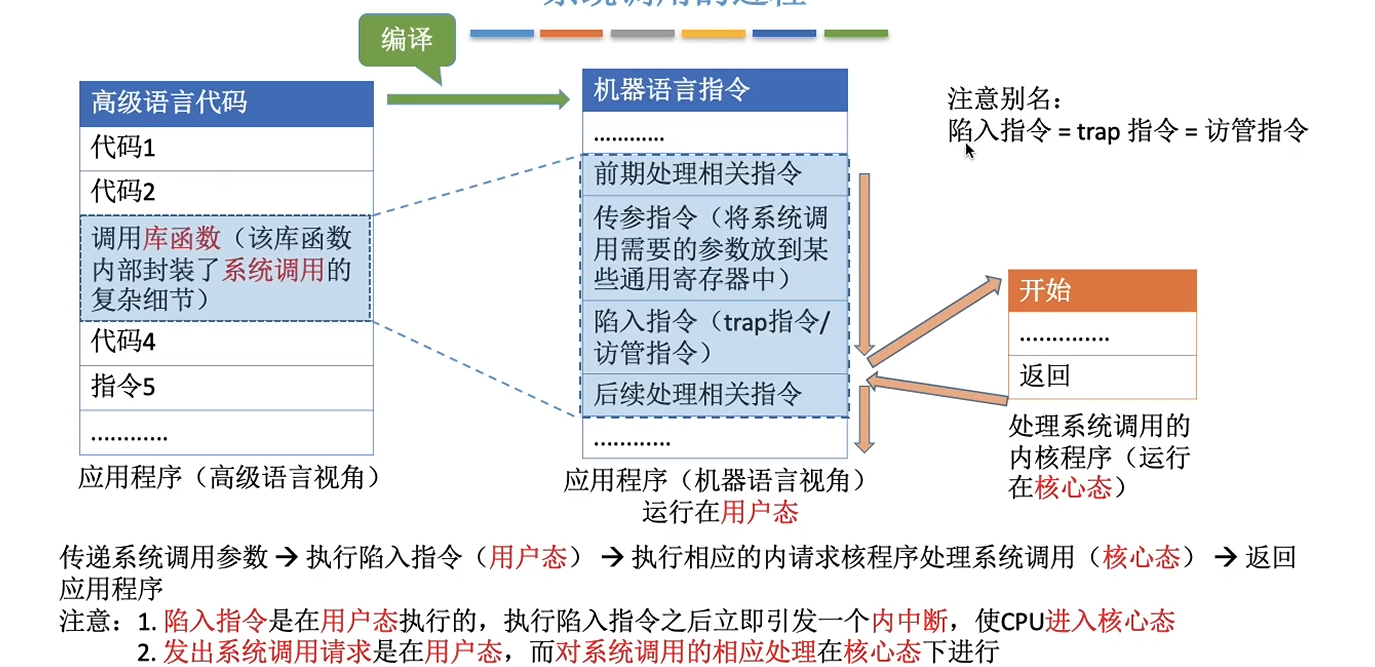 系统调用的过程
编译
高级语言代码
代码1
代码2
调用库函数（该库函数
内部封装了系统调用的
复杂细节）
代码4
指令5
…………
应用程序（高级语言视角）
机器语言指令
…………
前期处理相关指令
传参指令（将系统调
用需要的参数放到某
些通用寄存器中）
陷入指令（trap指令/
访管指令）
后续处理相关指令
…………
应用程序（机器语言视角）
运行在用户态
注意别名：
陷入指令 = trap 指令 = 访管指令
开始
……………
返回
处理系统调用的
内核程序（运行
在核心态）
传递系统调用参数 → 执行陷入指令（用户态） → 执行相应的内请求核程序处理系统调用（核心态） → 返回
应用程序
注意：1. 陷入指令是在用户态执行的，执行陷入指令之后立即引发一个内中断，使CPU进入核心态
2. 发出系统调用请求是在用户态，而对系统调用的相应处理在核心态下进行